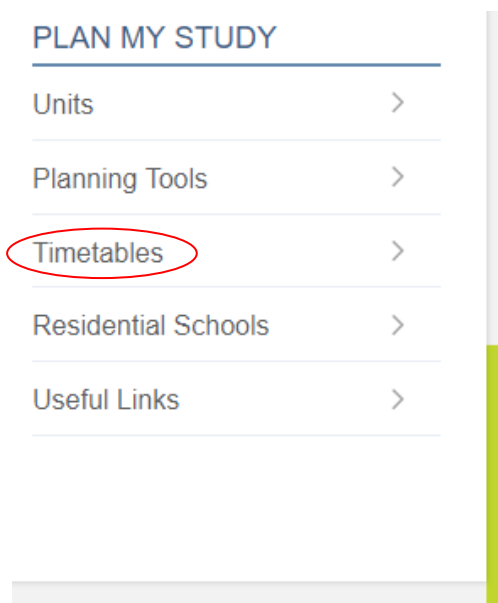 PLAN MY STUDY
Units
Planning Tools
Timetables
Residential Schools
Useful Links